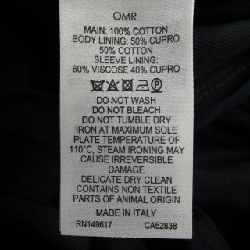 OMR
MAIN: 100% COTTON
BODY LINING: 50% CUPRO
50% COTTON
SLEEVE LINING:
60% VISCOSE 40% CUPRO
DO NOT WASH
DO NOT BLEACH
DO NOT TUMBLE DRY
IRON AT MAXIMUM SOLE
PLATE TEMPERATURE OF
110°C, STEAM IRONING MAY
CAUSE IRREVERSIBLE
DAMAGE
DELICATE DRY CLEAN
CONTAINS NON TEXTILE
PARTS OF ANIMAL ORIGIN
MADE IN ITALY
RN149617 CA6283B